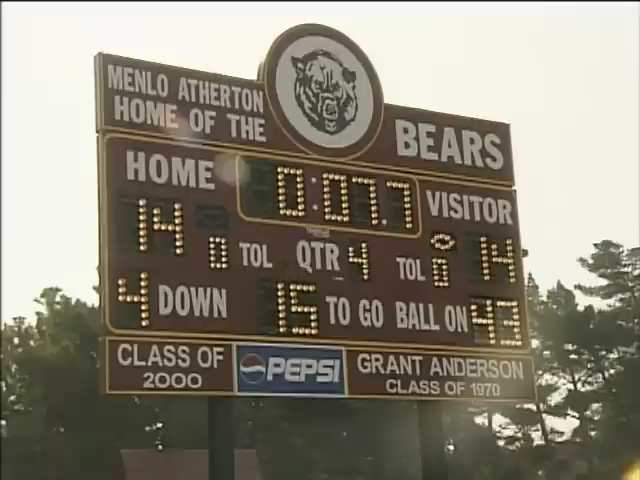 MENLO ATHERTON
HOME OF THE
BEARS
HOME 0:07.7 VISITOR
14 0 TOL QTR 4 TOL 0 14
4 DOWN 15 TO GO BALL ON 43
CLASS OF
2000
PEPSI
GRANT ANDERSON
CLASS OF 1970